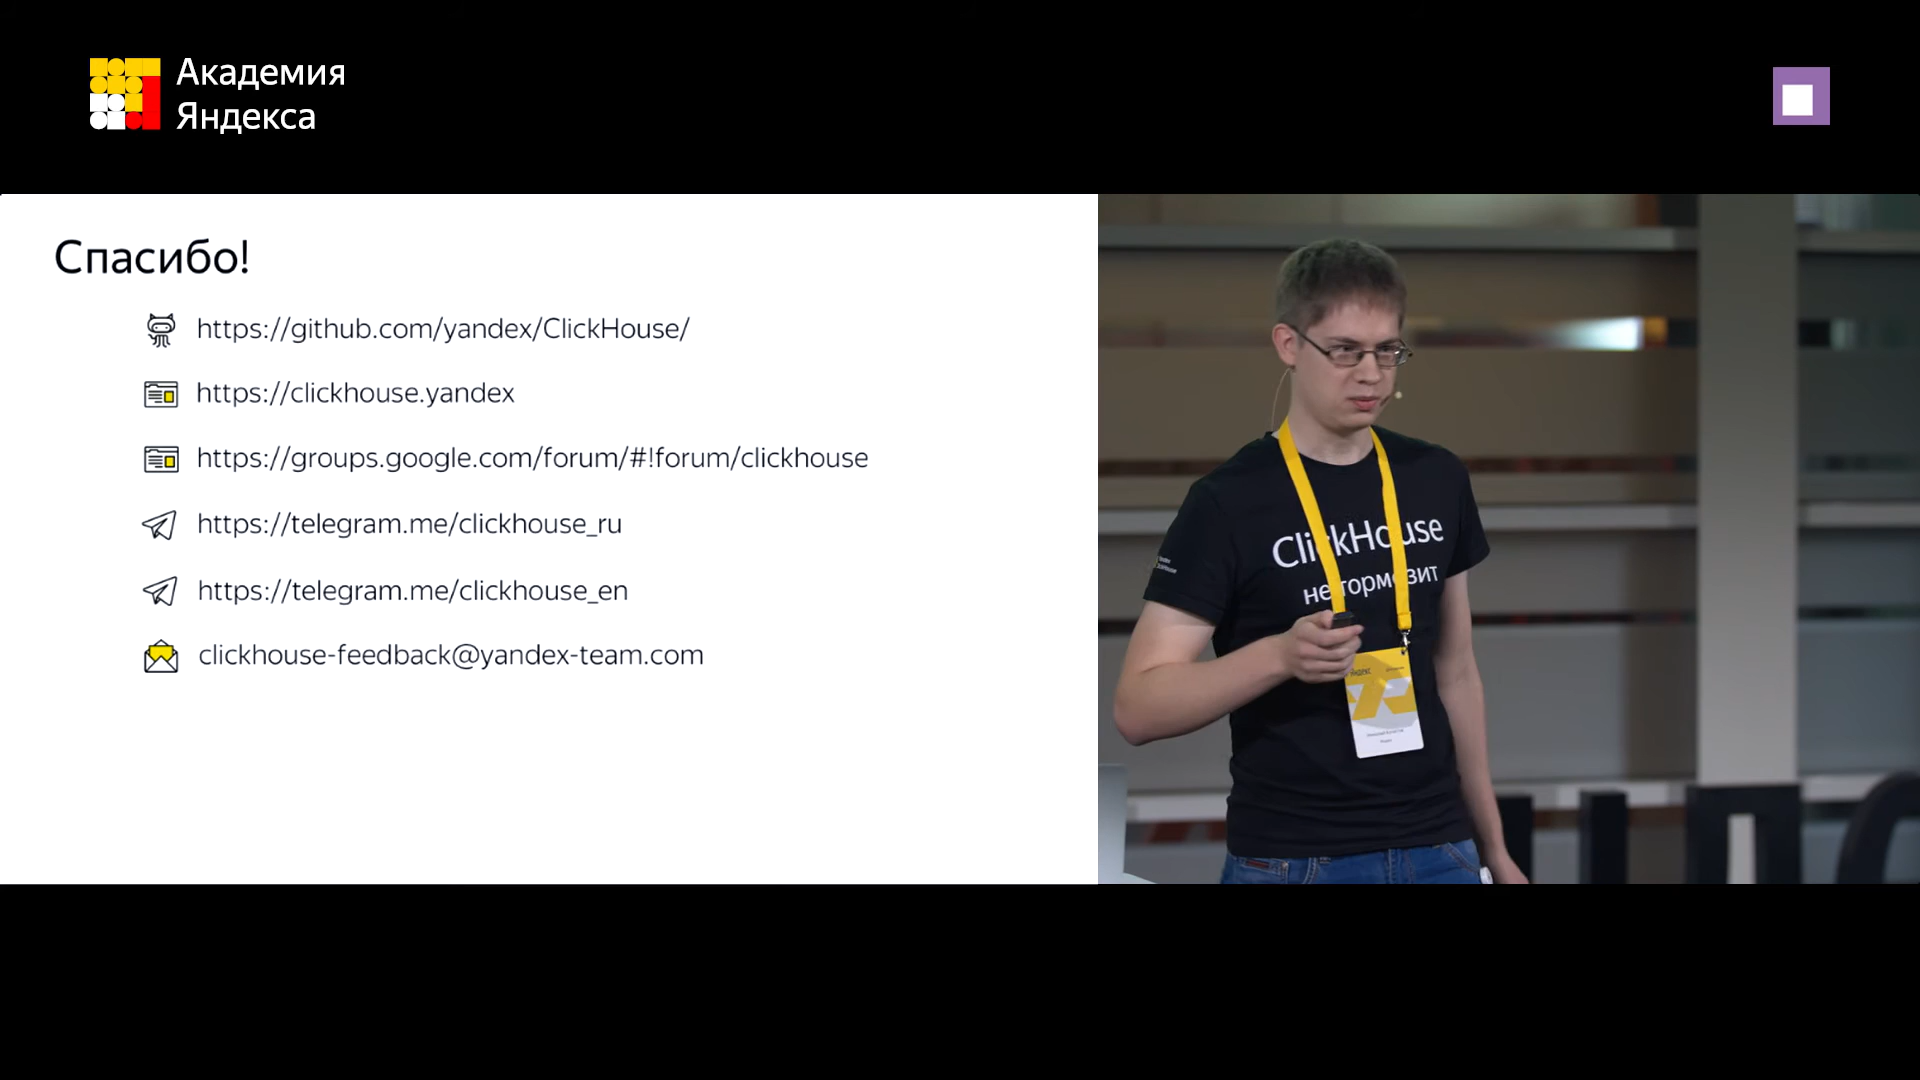 Академия
Яндекса
Спасибо!
https://github.com/yandex/ClickHouse/
https://clickhouse.yandex
https://groups.google.com/forum/#!forum/clickhouse
https://telegram.me/clickhouse_ru
https://telegram.me/clickhouse_en
clickhouse-feedback@yandex-team.com
ClickHouse
не тормозит
Яндекс